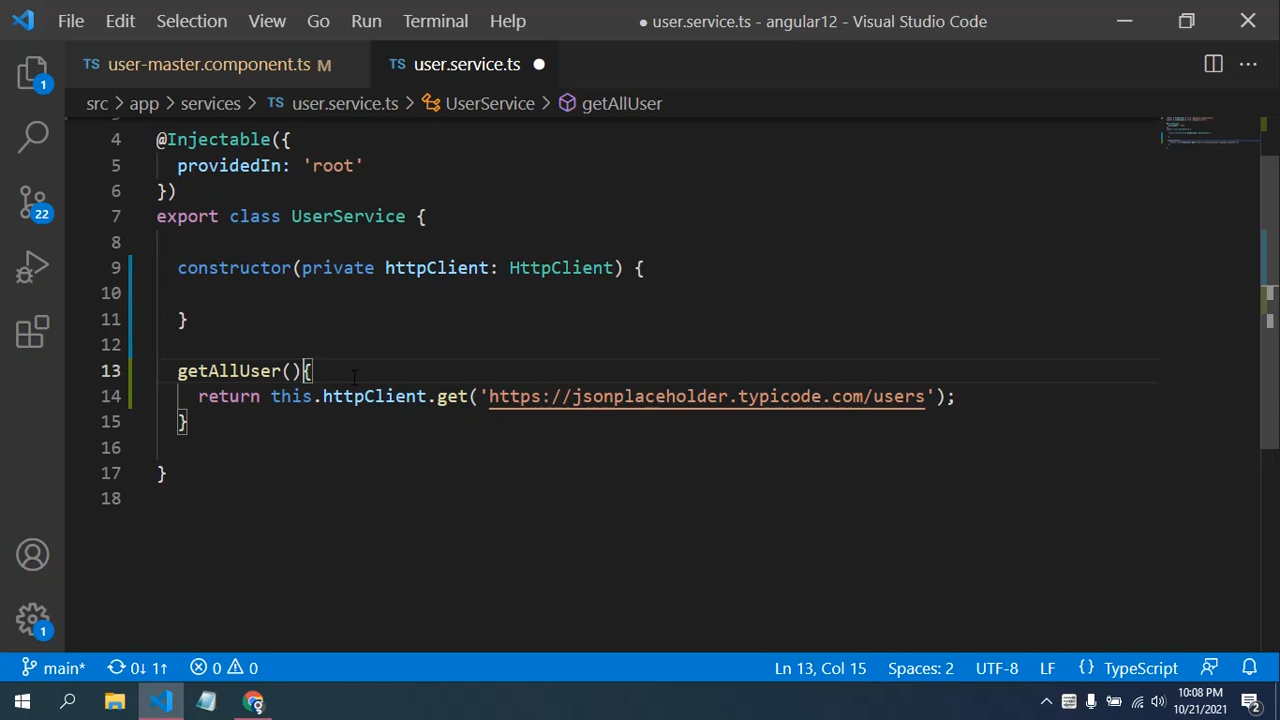 File Edit Selection View Go Run Terminal Help ● user.service.ts - angular12 - Visual Studio Code
TS user-master.component.ts M TS user.service.ts
src > app > services > TS user.service.ts > UserService > getAllUser
4 @Injectable({
5 providedIn: 'root'
6 })
7 export class UserService {
8
9 constructor(private httpClient: HttpClient) {
10
11 }
12
13 getAllUser(){
14 return this.httpClient.get('https://jsonplaceholder.typicode.com/users');
15 }
16
17 }
18
1
22
1
main* 0↓ 1↑ 0 0 Ln 13, Col 15 Spaces: 2 UTF-8 LF {} TypeScript
10:08 PM
10/21/2021
2